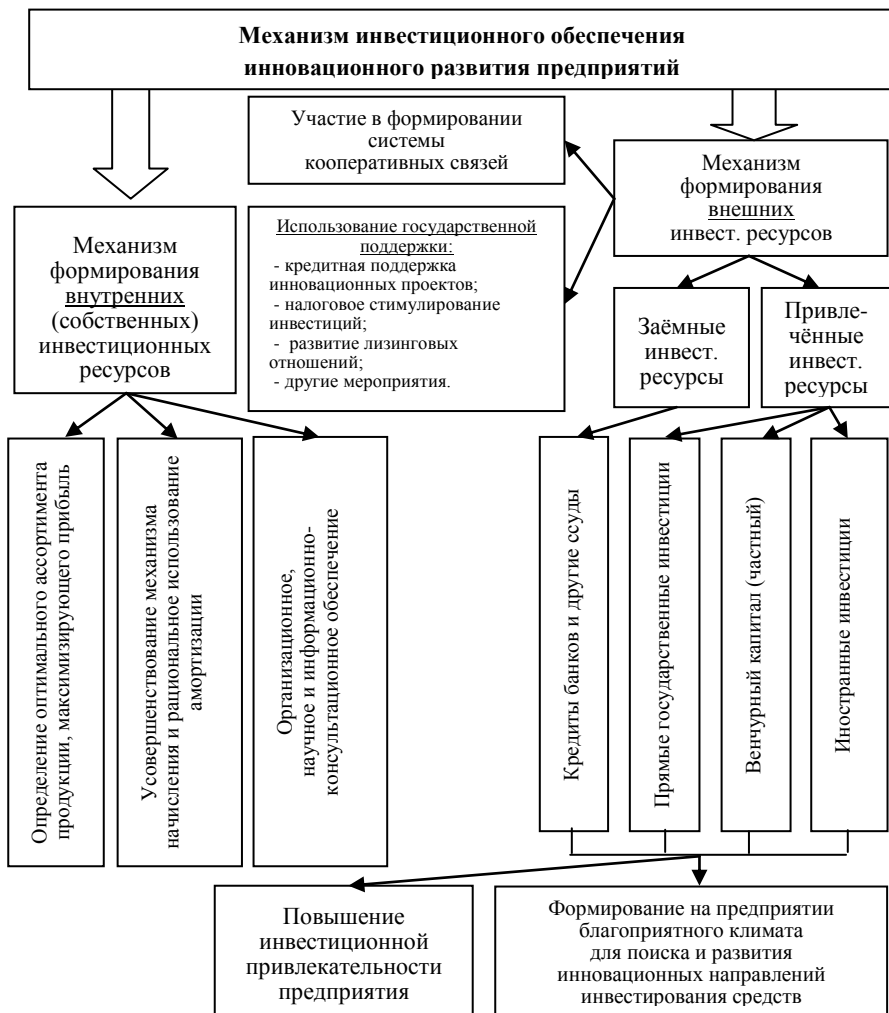 Механизм инвестиционного обеспечения
инновационного развития предприятий
Участие в формировании
системы
кооперативных связей
Механизм
формирования
внешних
инвест. ресурсов
Механизм
формирования
внутренних
(собственных)
инвестиционных
ресурсов
Использование государственной
поддержки:
- кредитная поддержка
инновационных проектов;
- налоговое стимулирование
инвестиций;
- развитие лизинговых
отношений;
- другие мероприятия.
Заёмные
инвест.
ресурсы
Привле-
чённые
инвест.
ресурсы
Определение оптимального ассортимента
продукции, максимизирующего прибыль
Усовершенствование механизма
начисления и рациональное использование
амортизации
Организационное,
научное и информационно-
консультационное обеспечение
Кредиты банков и другие ссуды
Прямые государственные инвестиции
Венчурный капитал (частный)
Иностранные инвестиции
Повышение
инвестиционной
привлекательности
предприятия
Формирование на предприятии
благоприятного климата
для поиска и развития
инновационных направлений
инвестирования средств